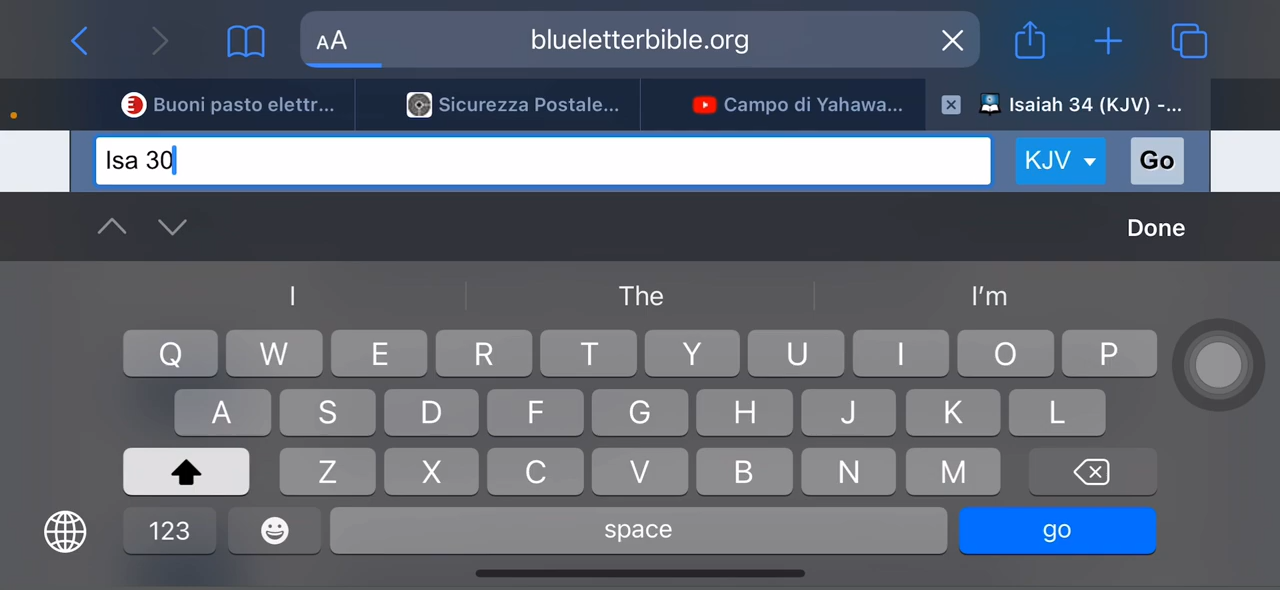 AA blueletterbible.org
Buoni pasto elettr... Sicurezza Postale... Campo di Yahawa... Isaiah 34 (KJV) -...
Isa 30 KJV Go
Done
I The I'm
Q W E R T Y U I O P
A S D F G H J K L
Z X C V B N M
123 space go